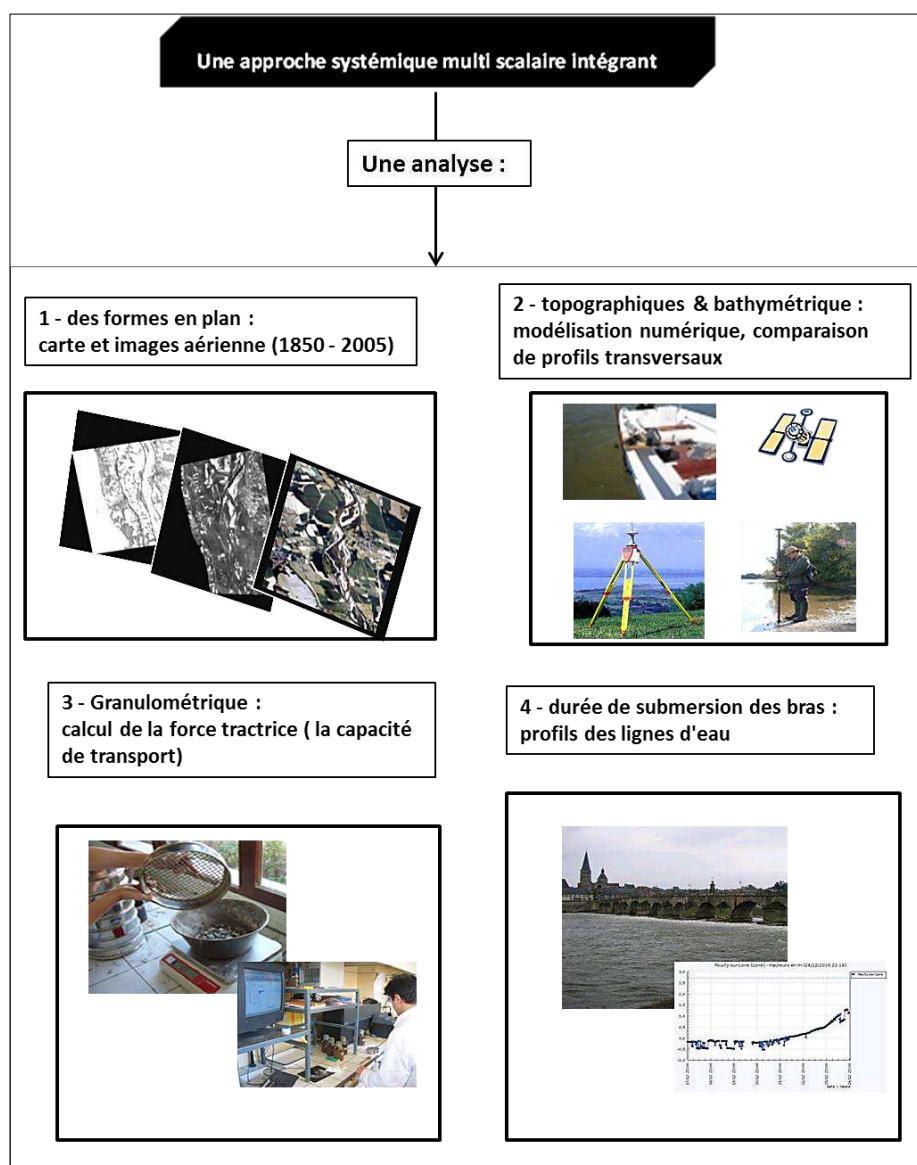 Une approche systémique multi scalaire intégrant
Une analyse :
1 - des formes en plan :
carte et images aérienne (1850 - 2005)
2 - topographiques & bathymétrique :
modélisation numérique, comparaison
de profils transversaux
3 - Granulométrique :
calcul de la force tractrice ( la capacité
de transport)
4 - durée de submersion des bras :
profils des lignes d'eau